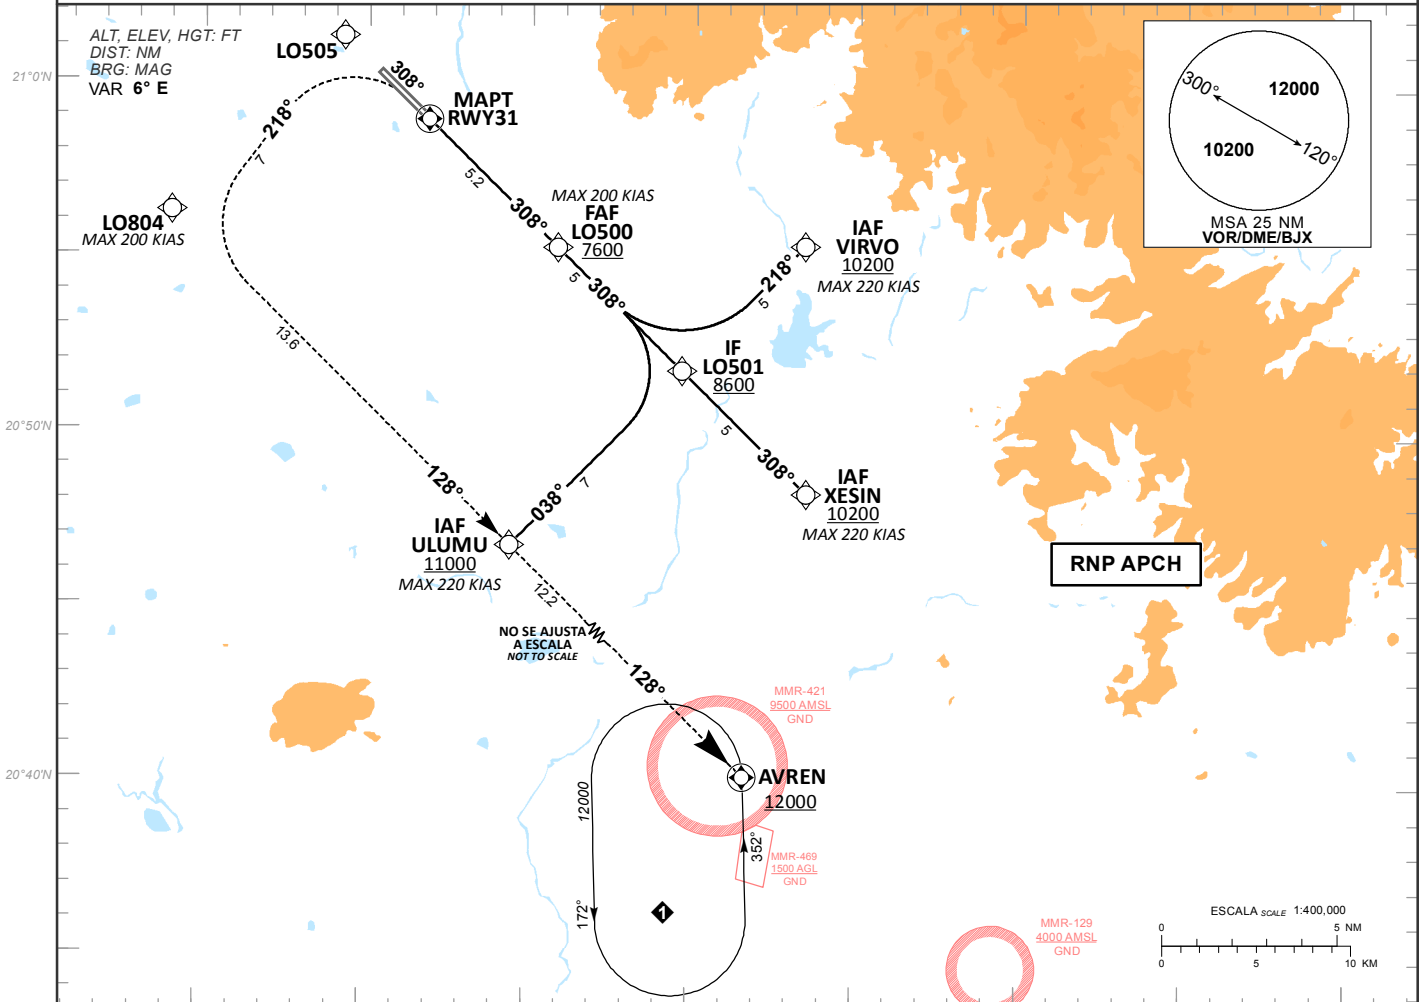 ALT, ELEV, HGT: FT
DIST: NM
BRG: MAG
VAR 6° E
LO505
308°
MAPT
RWY31
21°0'N
218°
7
5.2
MAX 200 KIAS
FAF
LO500
7600
308°
LO804
MAX 200 KIAS
5
308°
IAF
VIRVO
10200
MAX 220 KIAS
218°
5
300°
12000
10200
120°
MSA 25 NM
VOR/DME/BJX
13.6
IF
LO501
8600
5
308°
20°50'N
128°
038°
7
IAF
XESIN
10200
MAX 220 KIAS
IAF
ULUMU
11000
MAX 220 KIAS
RNP APCH
12.2
NO SE AJUSTA
A ESCALA
NOT TO SCALE
128°
MMR-421
9500 AMSL
GND
20°40'N
AVREN
12000
12000
352°
MMR-469
1500 AGL
GND
172°
1
MMR-129
4000 AMSL
GND
ESCALA SCALE 1:400,000
0 5 NM
0 5 10 KM